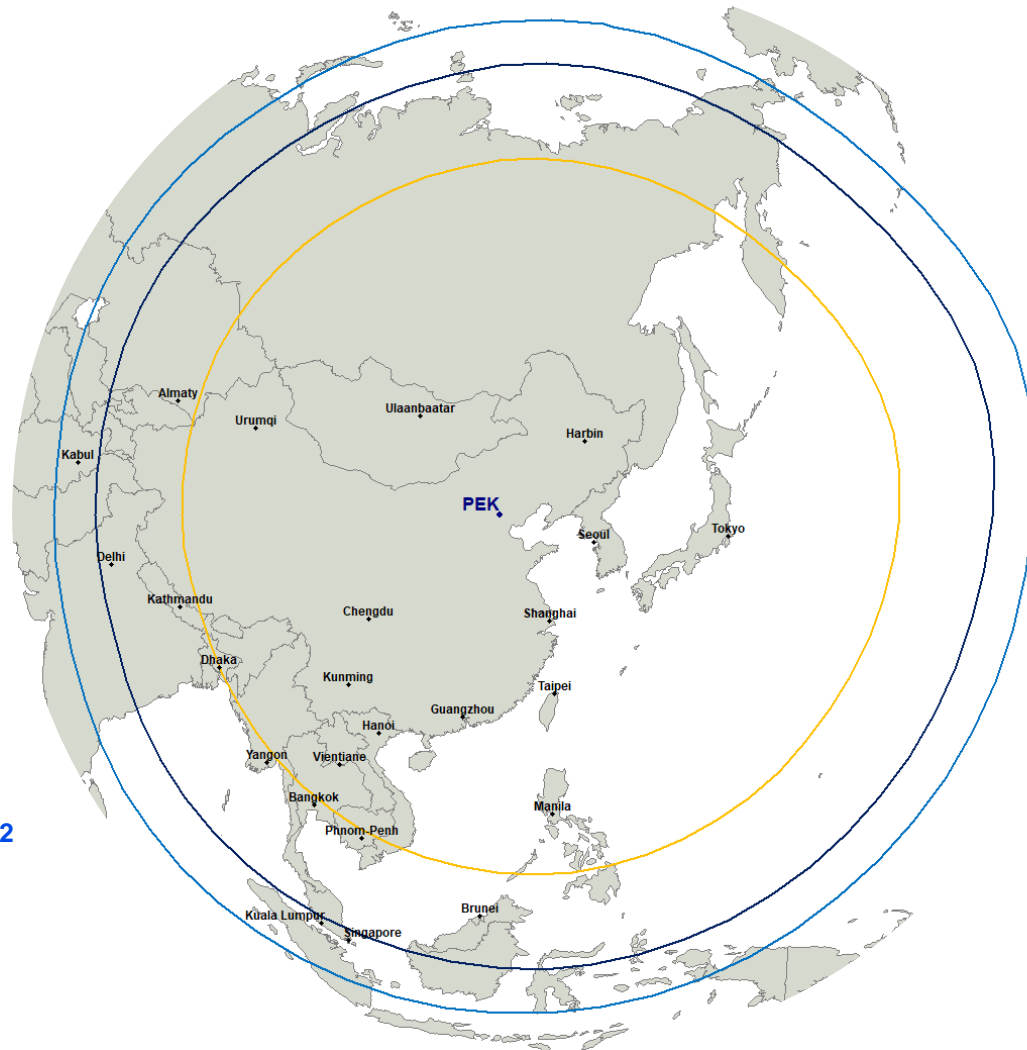 Almaty
Ulaanbaatar
Urumqi
Harbin
Kabul
PEK
Tokyo
Seoul
Delhi
Kathmandu
Chengdu
Shanghai
Dhaka
Kunming
Taipei
Guangzhou
Hanoi
Yangon
Vientiane
Bangkok
Manila
Phnom-Penh
2
Brunei
Kuala Lumpur
Singapore